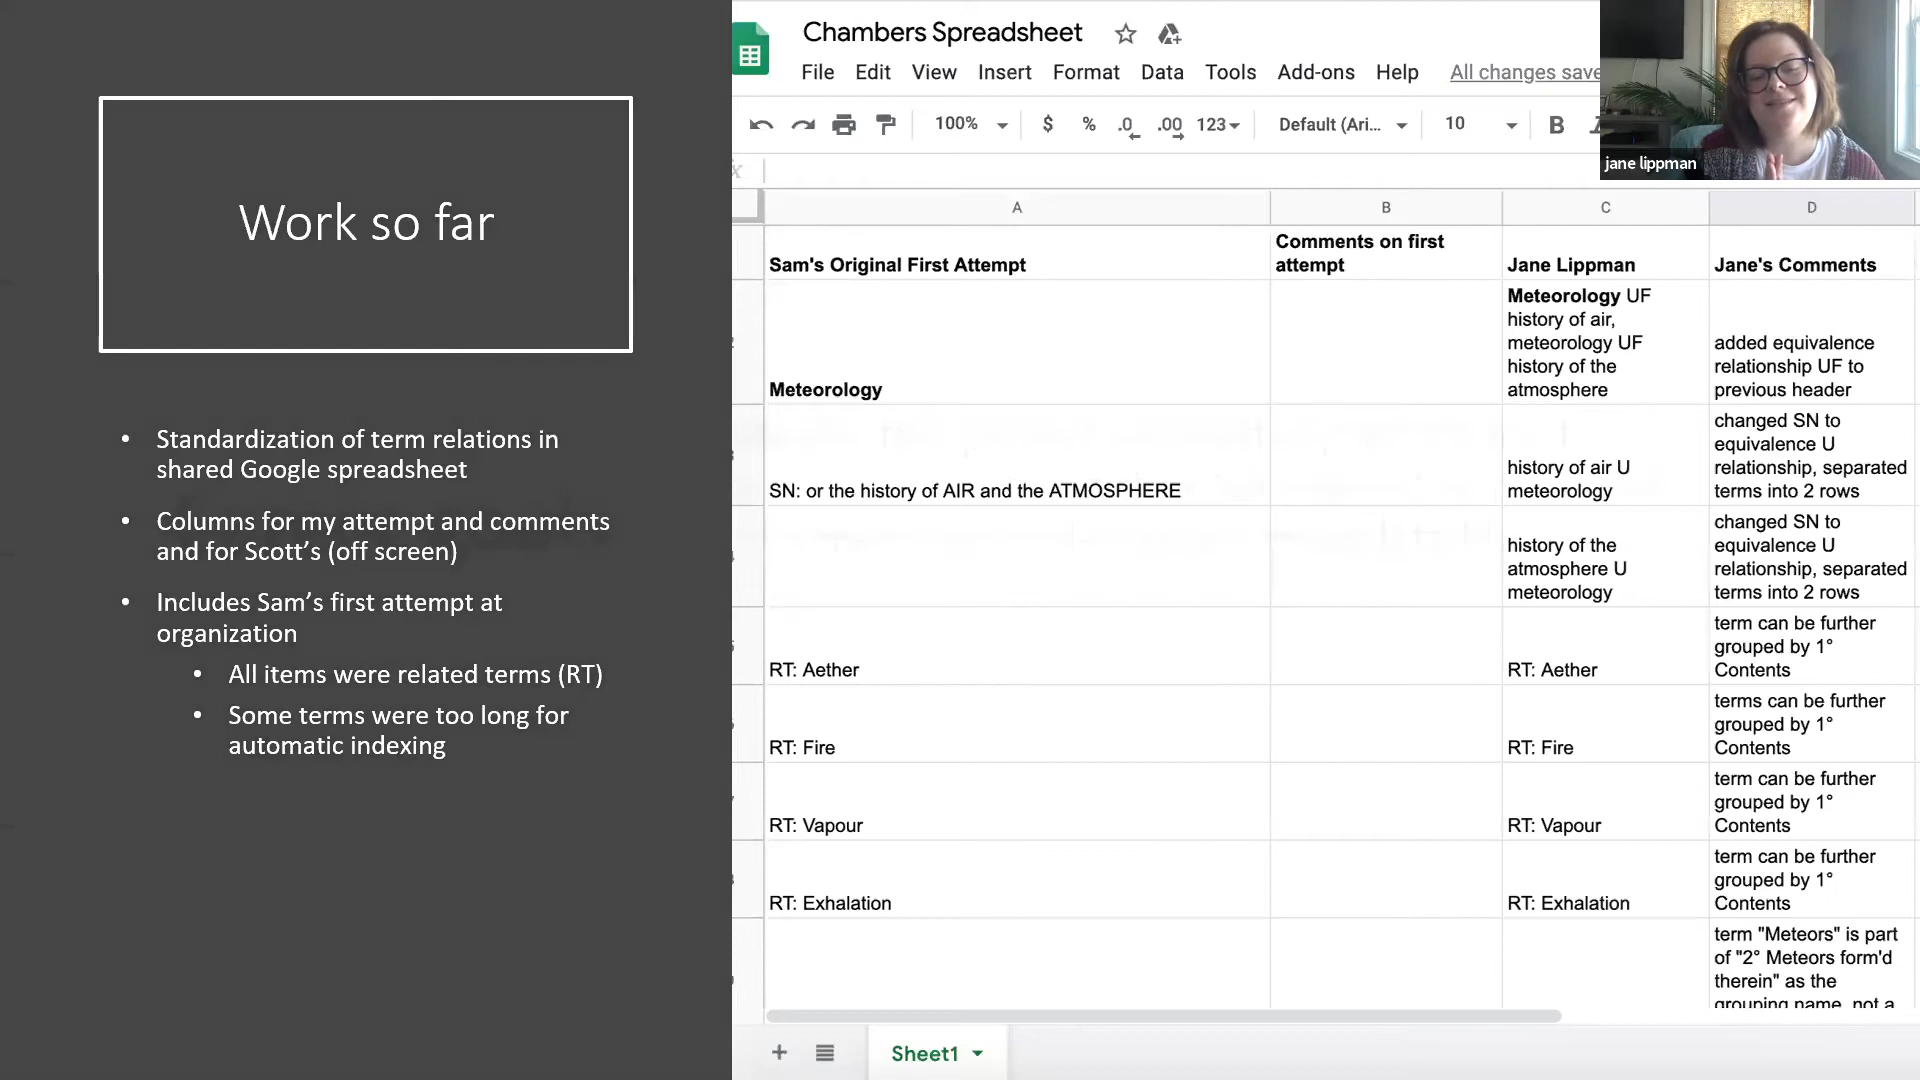 Work so far
• Standardization of term relations in
shared Google spreadsheet
• Columns for my attempt and comments
and for Scott's (off screen)
• Includes Sam's first attempt at
organization
• All items were related terms (RT)
• Some terms were too long for
automatic indexing
Chambers Spreadsheet
File Edit View Insert Format Data Tools Add-ons Help All changes save
100% $ % .0 .00 123 Default (Ari... 10 B I
jane lippman
A B C D
Sam's Original First Attempt
Comments on first
attempt
Jane Lippman
Jane's Comments
Meteorology
Meteorology UF
history of air,
meteorology UF
history of the
atmosphere
added equivalence
relationship UF to
previous header
SN: or the history of AIR and the ATMOSPHERE
history of air U
meteorology
changed SN to
equivalence U
relationship, separated
terms into 2 rows
history of the
atmosphere U
meteorology
changed SN to
equivalence U
relationship, separated
terms into 2 rows
RT: Aether
RT: Aether
term can be further
grouped by 1°
Contents
RT: Fire
RT: Fire
terms can be further
grouped by 1°
Contents
RT: Vapour
RT: Vapour
term can be further
grouped by 1°
Contents
RT: Exhalation
RT: Exhalation
term can be further
grouped by 1°
Contents
term "Meteors" is part
of "2° Meteors form'd
therein" as the
grouping name, not a
Sheet1